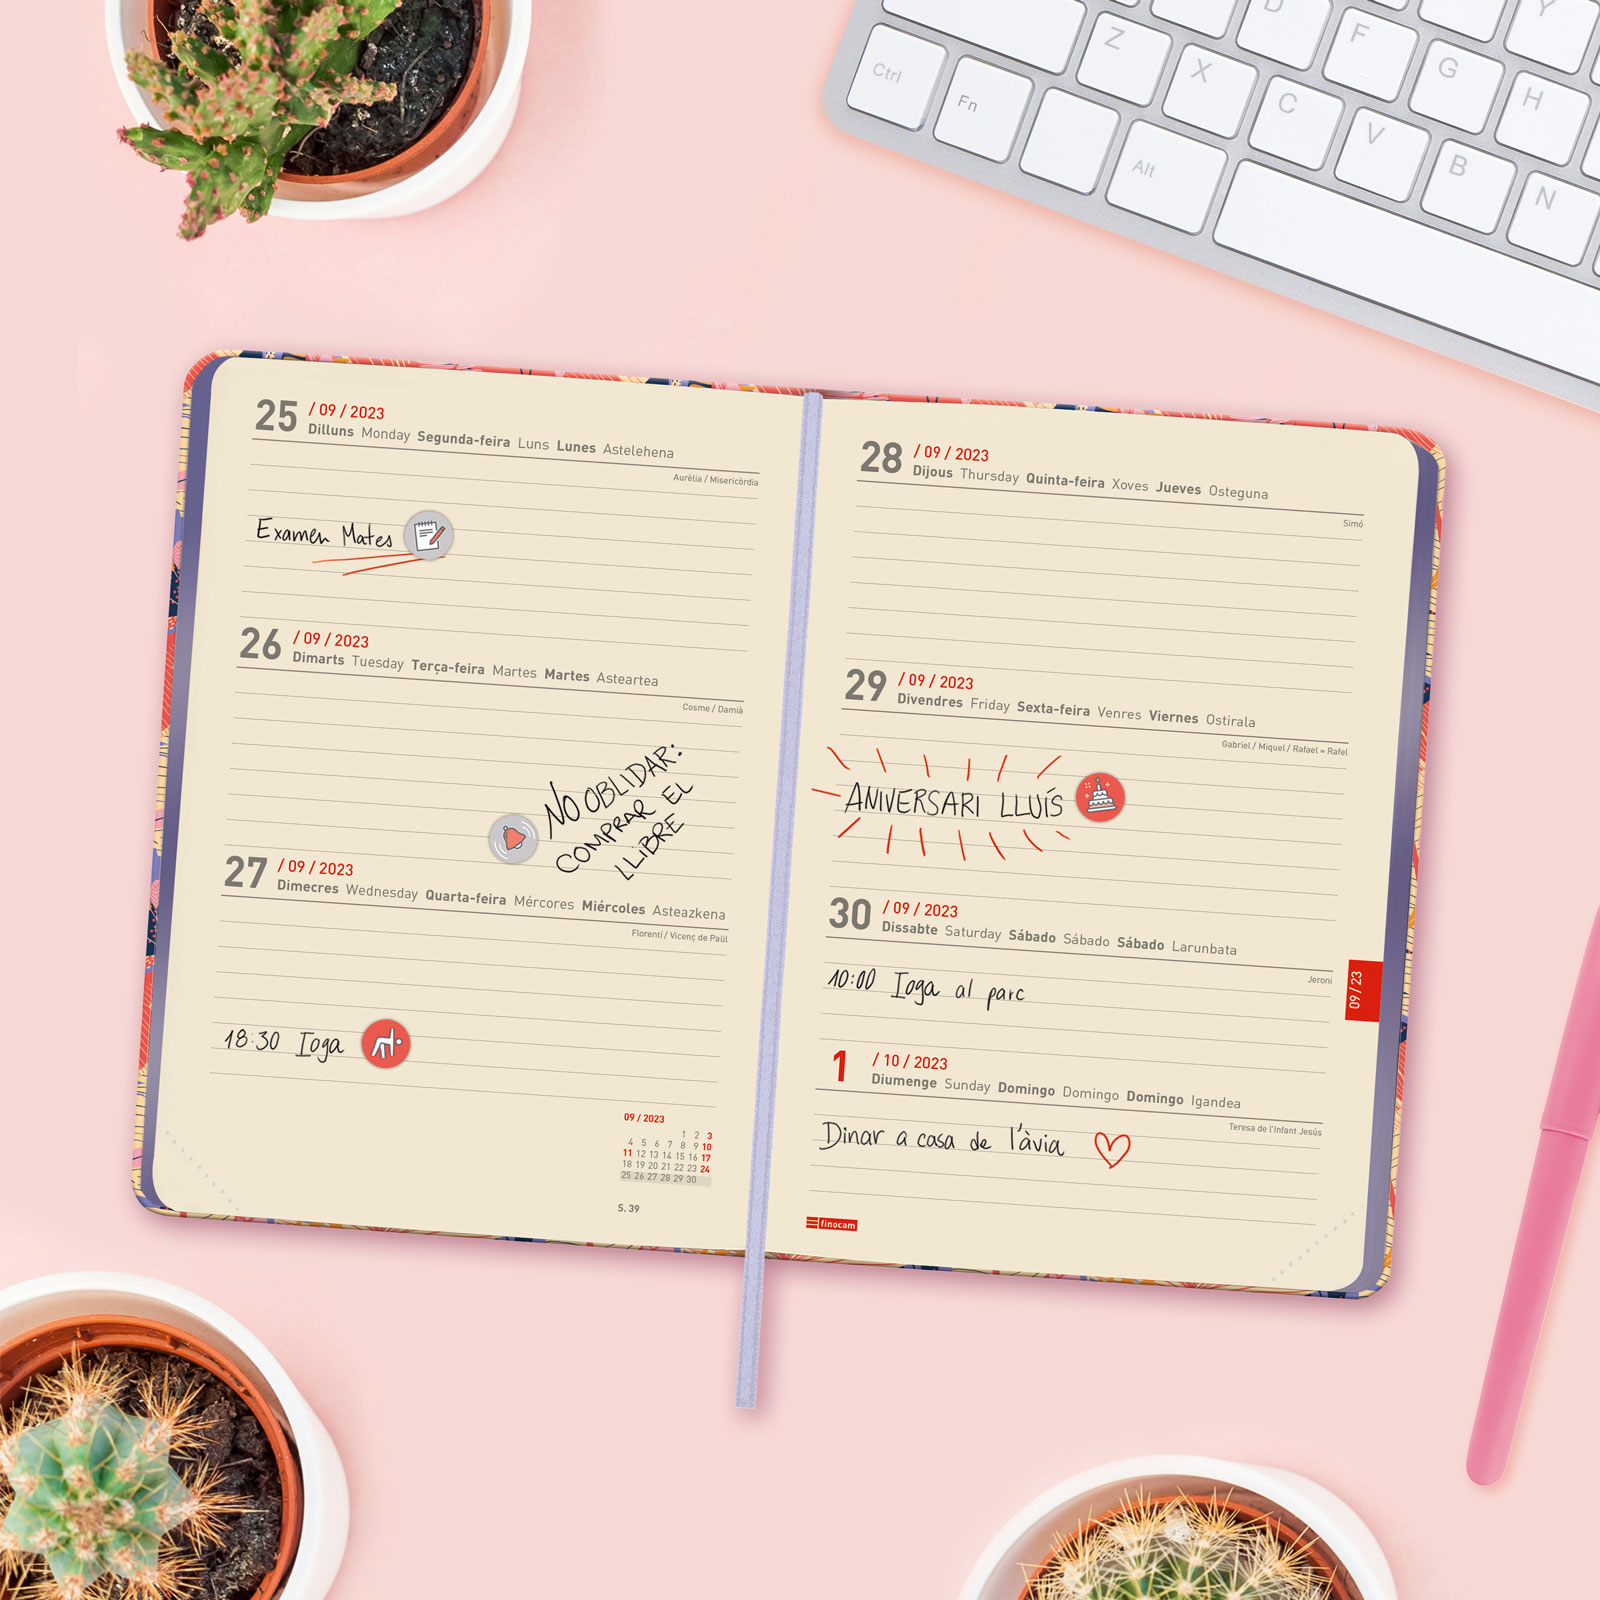 Ctrl
Fn
Alt
Z
X
C
V
B
N
D
F
G
H
Y
25 / 09 / 2023
Dilluns Monday Segunda-feira Luns Lunes Astelehena
Aurèlia / Misericòrdia
Examen Mates
26 / 09 / 2023
Dimarts Tuesday Terça-feira Martes Martes Asteartea
Cosme / Damià
NO OBLIDAR:
COMPRAR EL
LLIBRE
27 / 09 / 2023
Dimecres Wednesday Quarta-feira Mércores Miércoles Asteazkena
Florentí / Vicenç de Paül
18:30 Ioga
09 / 2023
1 2 3
4 5 6 7 8 9 10
11 12 13 14 15 16 17
18 19 20 21 22 23 24
25 26 27 28 29 30
S. 39
28 / 09 / 2023
Dijous Thursday Quinta-feira Xoves Jueves Osteguna
Simó
29 / 09 / 2023
Divendres Friday Sexta-feira Venres Viernes Ostirala
Gabriel / Miquel / Rafael = Rafel
ANIVERSARI LLUÍS
30 / 09 / 2023
Dissabte Saturday Sábado Sábado Sábado Larunbata
Jeroni
10:00 Ioga al parc
09 / 23
1 / 10 / 2023
Diumenge Sunday Domingo Domingo Domingo Igandea
Teresa de l'Infant Jesús
Dinar a casa de l'àvia
finocam